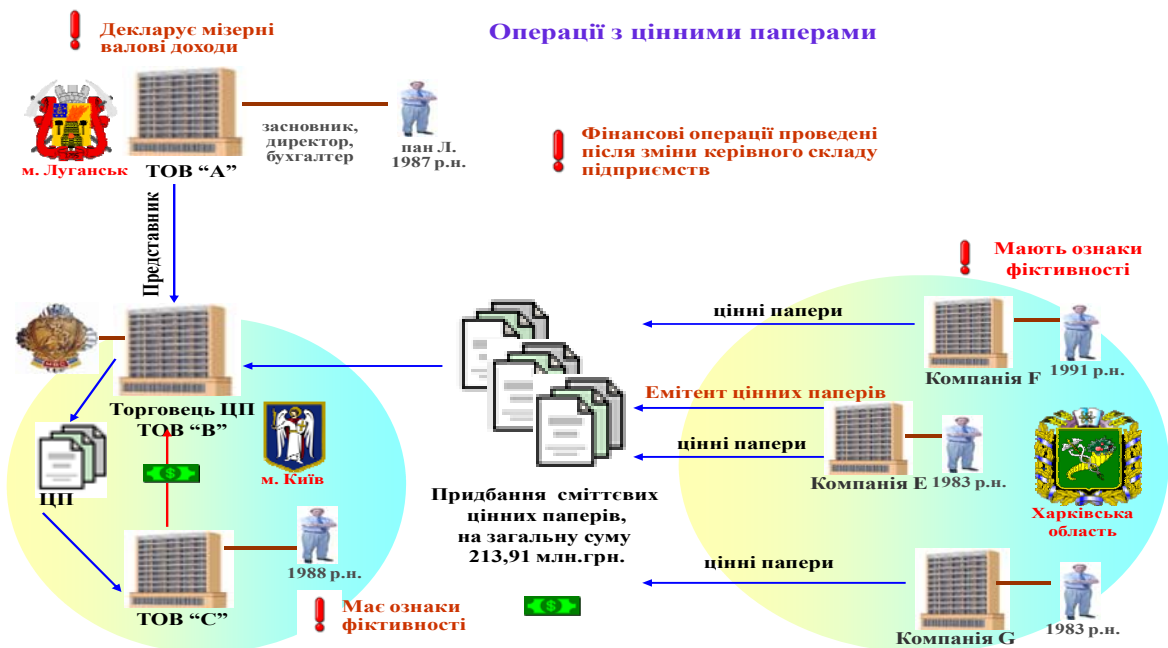 Операції з цінними паперами
Декларує мізерні
валові доходи
м. Луганськ
ТОВ “А”
засновник,
директор,
бухгалтер
пан Л.
1987 р.н.
Фінансові операції проведені
після зміни керівного складу
підприємств
Представник
Мають ознаки
фіктивності
цінні папери
Компанія F
1991 р.н.
Емітент цінних паперів
цінні папери
Компанія E
1983 р.н.
Харківська
область
цінні папери
Компанія G
1983 р.н.
Придбання сміттєвих
цінних паперів,
на загальну суму
213,91 млн.грн.
Торговець ЦП
ТОВ “В”
м. Київ
ЦП
1988 р.н.
ТОВ “С”
Має ознаки
фіктивності